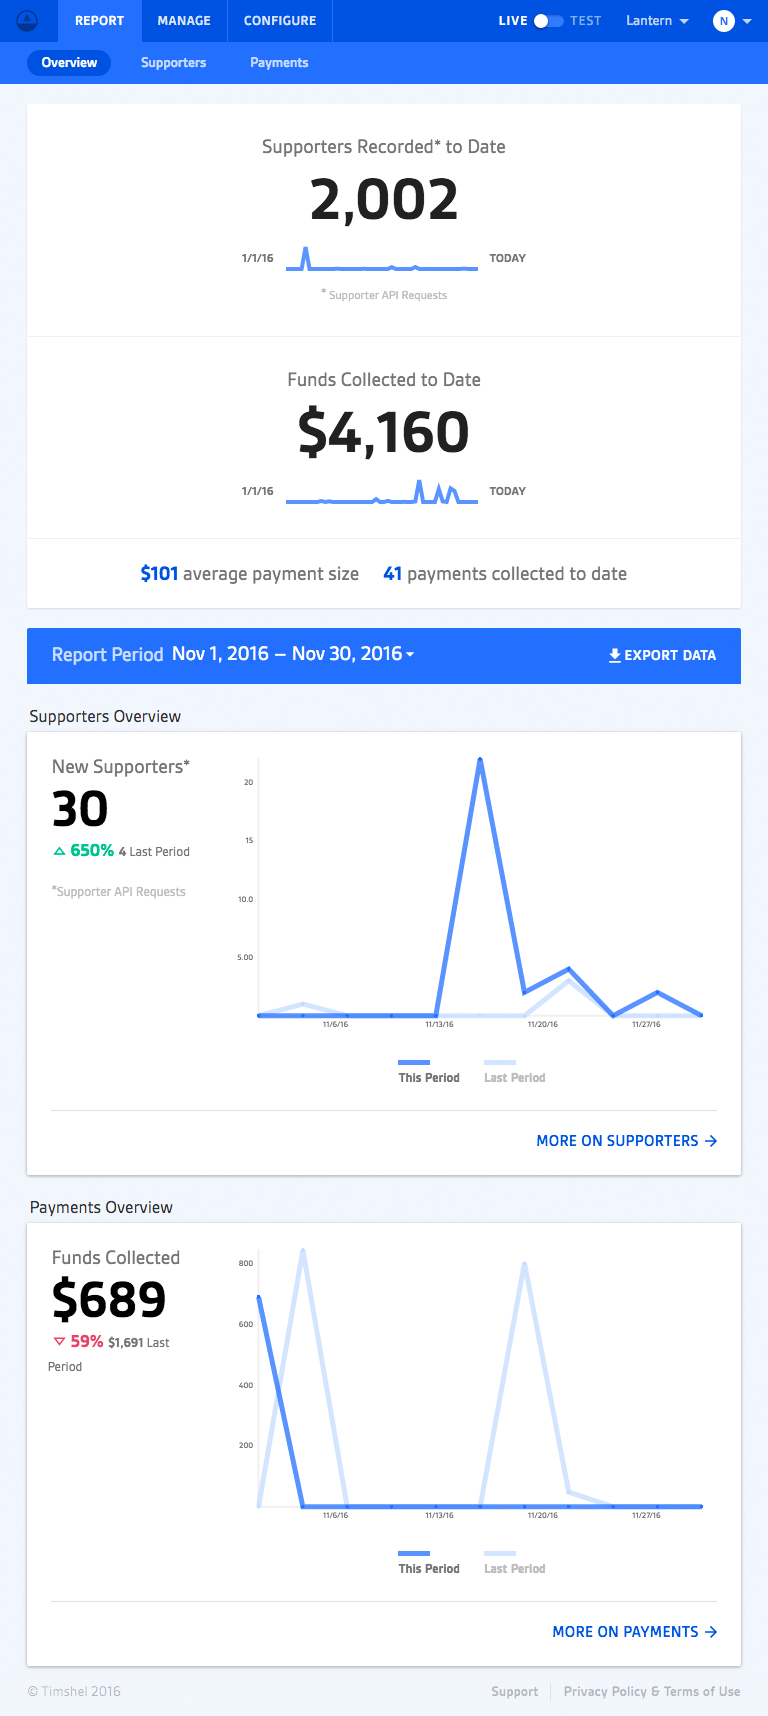 REPORT MANAGE CONFIGURE LIVE TEST Lantern N
Overview Supporters Payments
Supporters Recorded* to Date
2,002
1/1/16 TODAY
* Supporter API Requests
Funds Collected to Date
$4,160
1/1/16 TODAY
$101 average payment size 41 payments collected to date
Report Period Nov 1, 2016 – Nov 30, 2016 EXPORT DATA
Supporters Overview
New Supporters*
30
650% 4 Last Period
*Supporter API Requests
20
15
10.0
5.00
11/6/16 11/13/16 11/20/16 11/27/16
This Period Last Period
MORE ON SUPPORTERS →
Payments Overview
Funds Collected
$689
59% $1,691 Last
Period
800
600
400
200
11/6/16 11/13/16 11/20/16 11/27/16
This Period Last Period
MORE ON PAYMENTS →
© Timshel 2016 Support Privacy Policy & Terms of Use